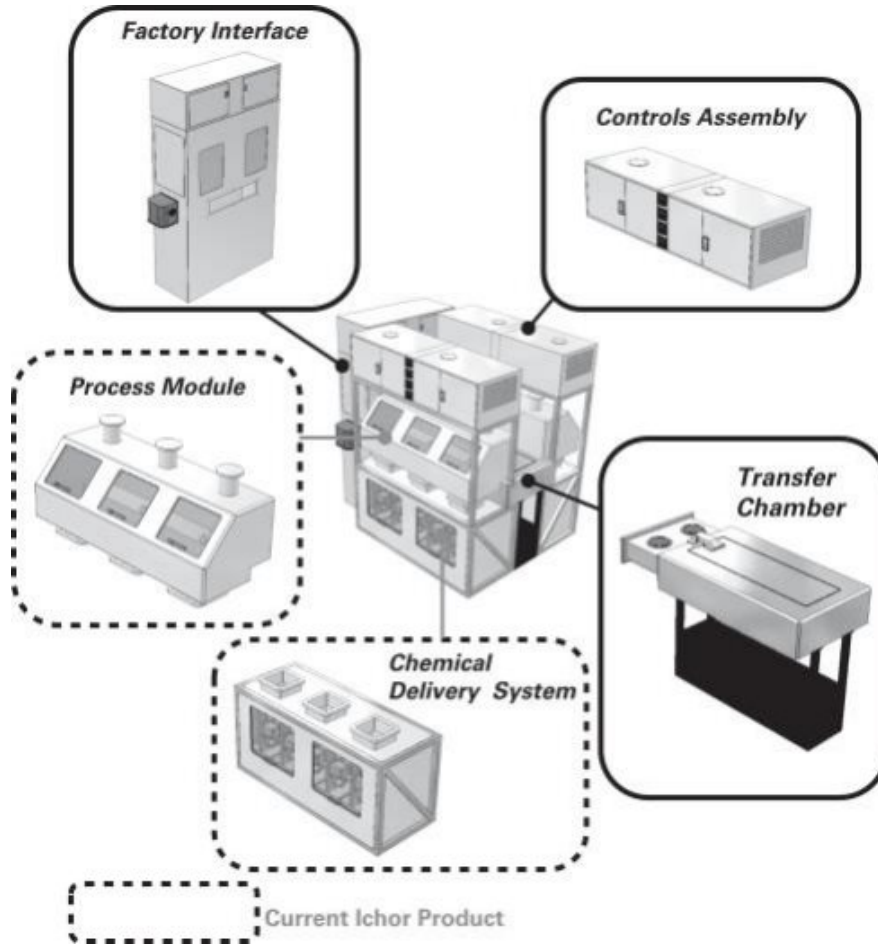 Factory Interface
Controls Assembly
Process Module
Transfer
Chamber
Chemical
Delivery System
Current Ichor Product